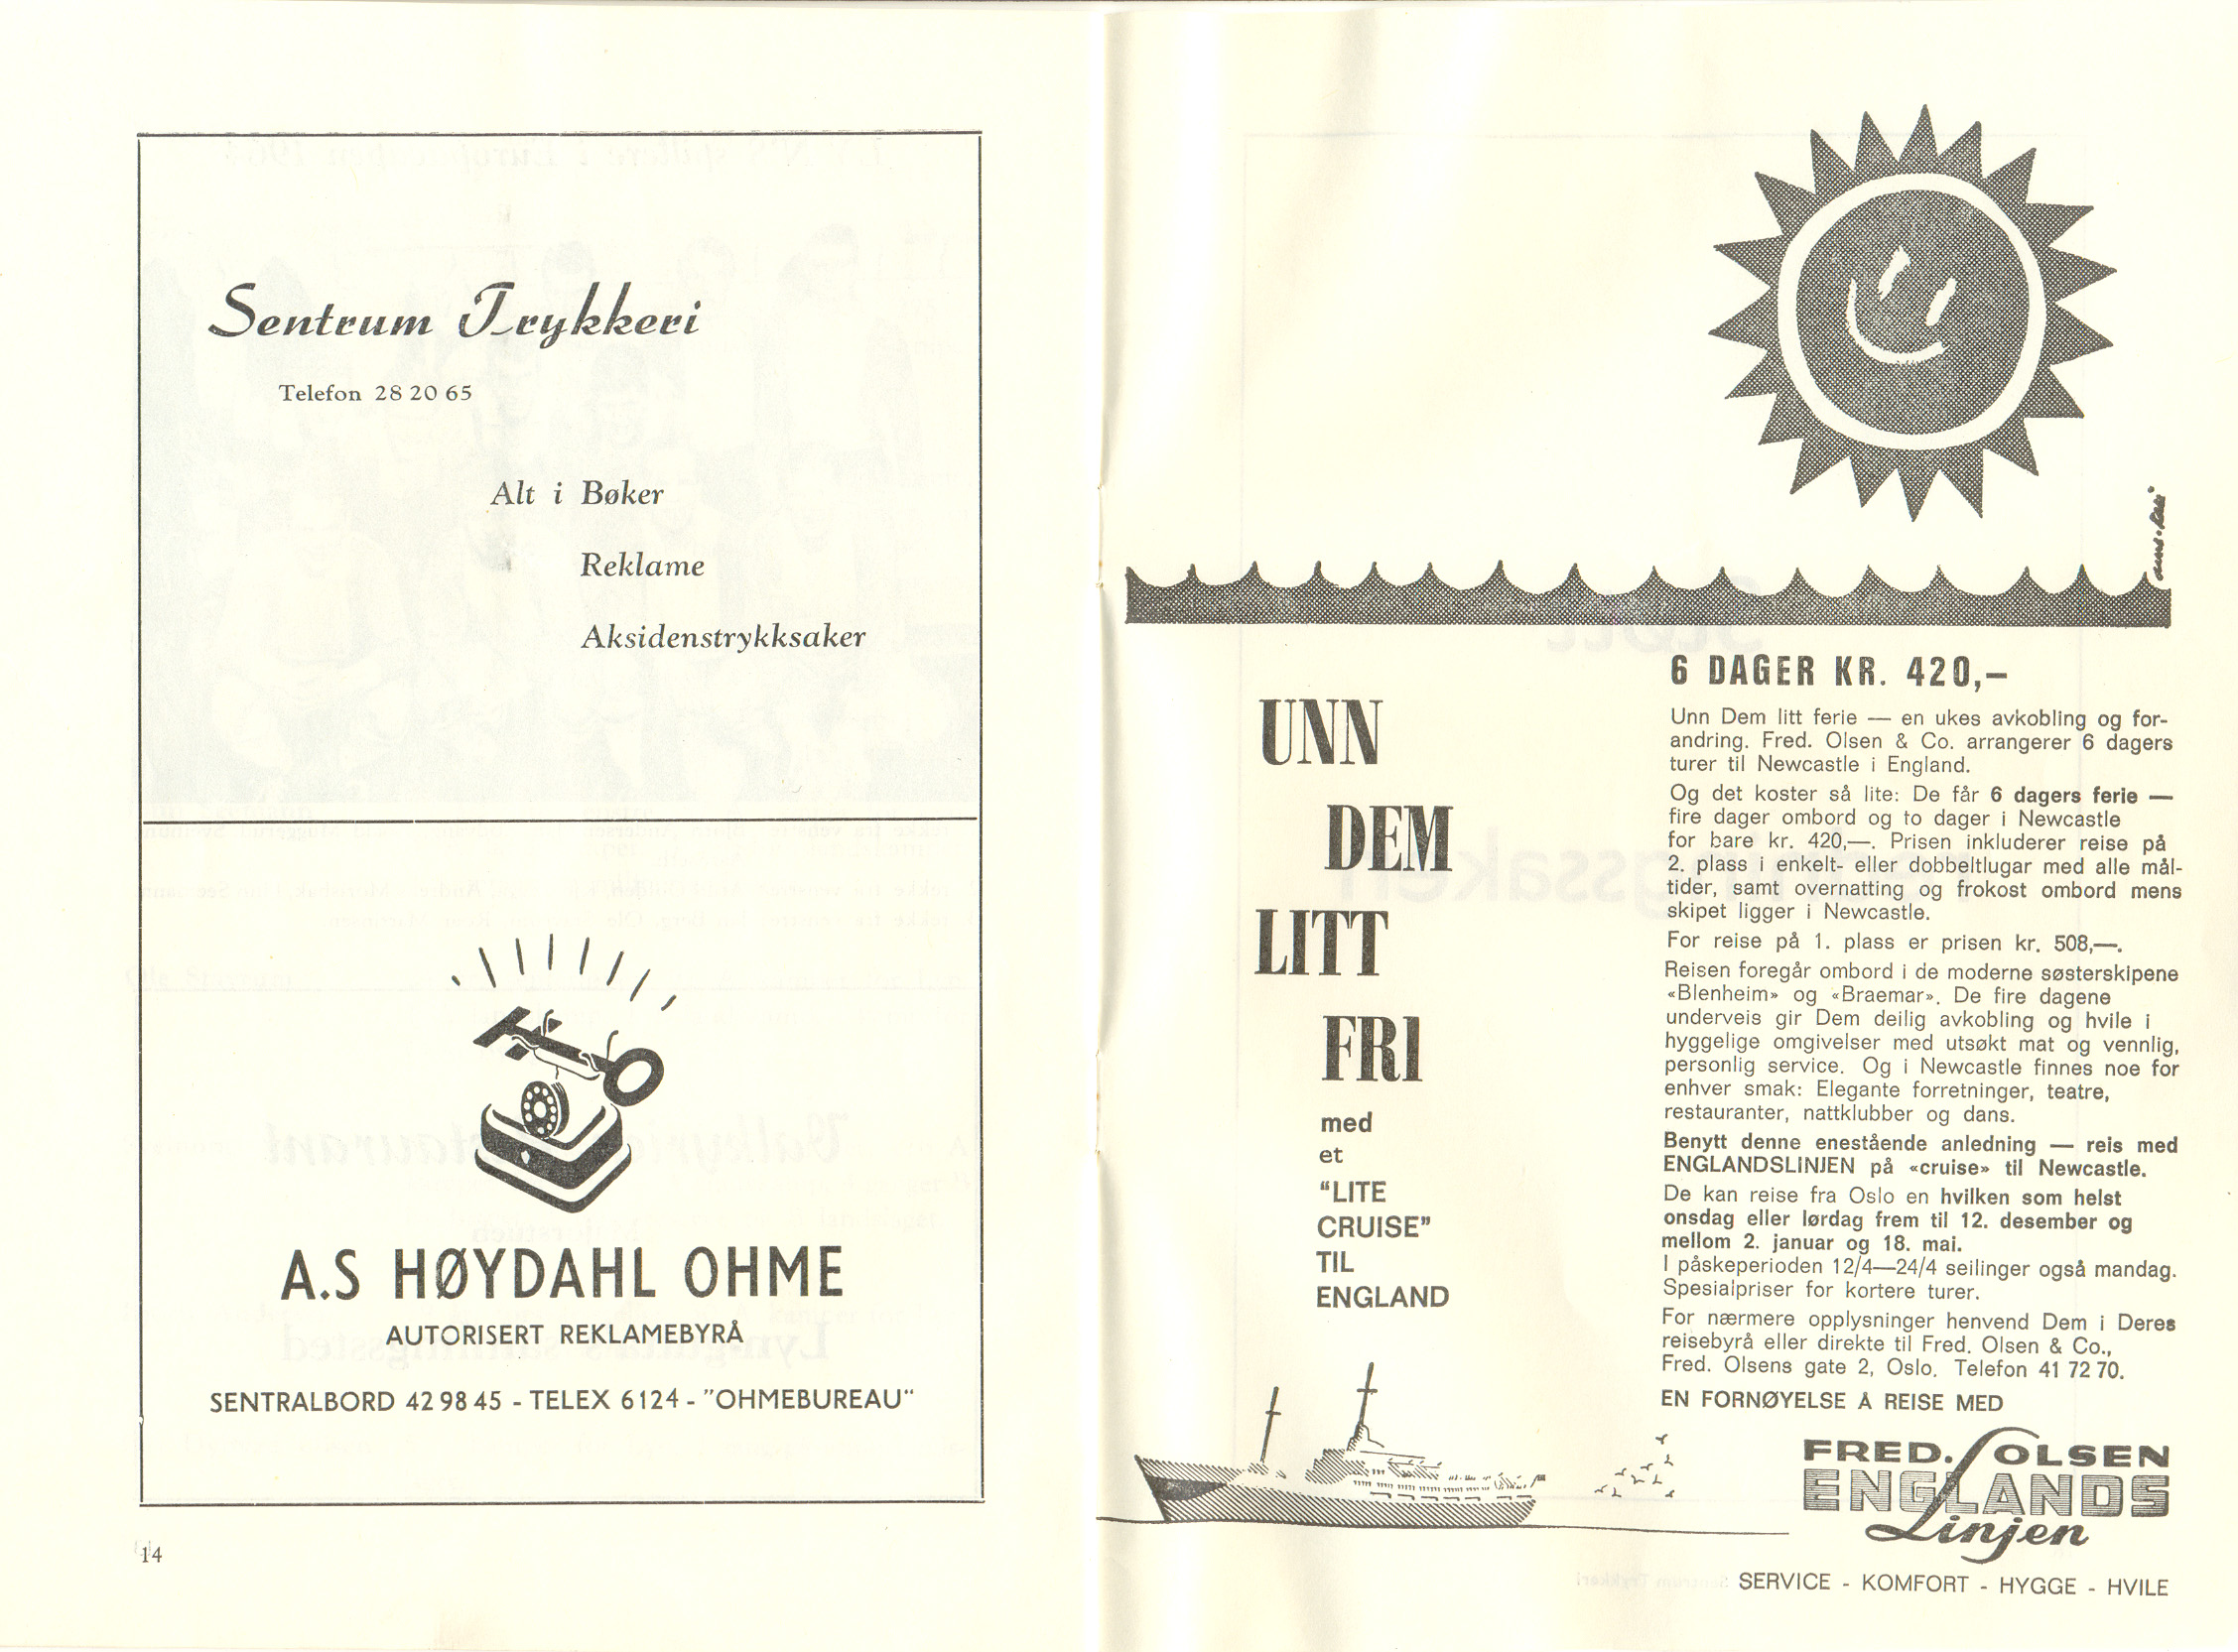 Sentrum Trykkeri
Telefon 28 20 65
Alt i Bøker
Reklame
Aksidenstrykksaker
A.S HØYDAHL OHME
AUTORISERT REKLAMEBYRÅ
SENTRALBORD 42 98 45 - TELEX 6124 - "OHMEBUREAU"
14
UNN
DEM
LITT
FRI
med
et
"LITE
CRUISE"
TIL
ENGLAND
6 DAGER KR. 420,—
Unn Dem litt ferie — en ukes avkobling og for-
andring. Fred. Olsen & Co. arrangerer 6 dagers
turer til Newcastle i England.
Og det koster så lite: De får 6 dagers ferie —
fire dager ombord og to dager i Newcastle
for bare kr. 420,—. Prisen inkluderer reise på
2. plass i enkelt- eller dobbeltlugar med alle mål-
tider, samt overnatting og frokost ombord mens
skipet ligger i Newcastle.
For reise på 1. plass er prisen kr. 508,—.
Reisen foregår ombord i de moderne søsterskipene
«Blenheim» og «Braemar». De fire dagene
underveis gir Dem deilig avkobling og hvile i
hyggelige omgivelser med utsøkt mat og vennlig,
personlig service. Og i Newcastle finnes noe for
enhver smak: Elegante forretninger, teatre,
restauranter, nattklubber og dans.
Benytt denne enestående anledning — reis med
ENGLANDSLINJEN på «cruise» til Newcastle.
De kan reise fra Oslo en hvilken som helst
onsdag eller lørdag frem til 12. desember og
mellom 2. januar og 18. mai.
I påskeperioden 12/4—24/4 seilinger også mandag.
Spesialpriser for kortere turer.
For nærmere opplysninger henvend Dem i Deres
reisebyrå eller direkte til Fred. Olsen & Co.,
Fred. Olsens gate 2, Oslo. Telefon 41 72 70.
EN FORNØYELSE Å REISE MED
FRED. OLSEN
ENGLANDS
Linjen
SERVICE - KOMFORT - HYGGE - HVILE